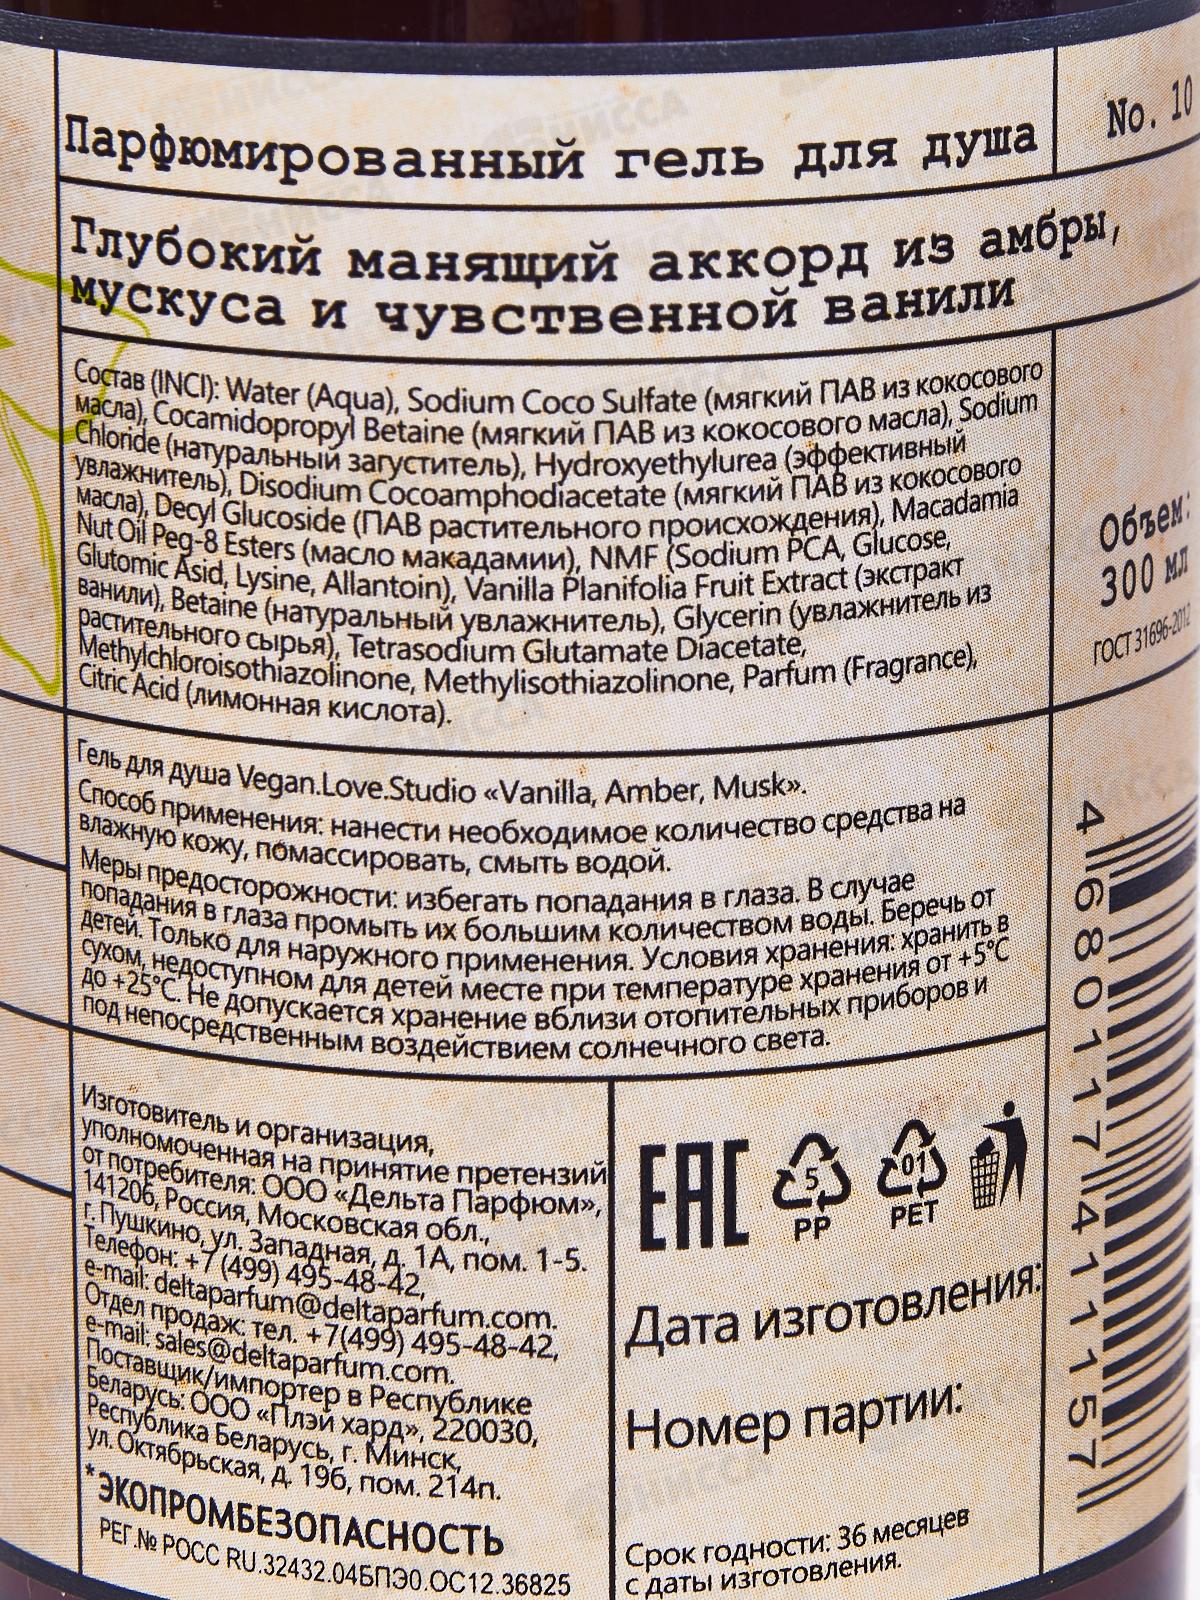 Парфюмированный гель для душа
No. 10
Глубокий манящий аккорд из амбры,
мускуса и чувственной ванили
Состав (INCI): Water (Aqua), Sodium Coco Sulfate (мягкий ПАВ из кокосового
масла), Cocamidopropyl Betaine (мягкий ПАВ из кокосового масла), Sodium
Chloride (натуральный загуститель), Hydroxyethylurea (эффективный
увлажнитель), Disodium Cocoamphodiacetate (мягкий ПАВ из кокосового
масла), Decyl Glucoside (ПАВ растительного происхождения), Macadamia
Nut Oil Peg-8 Esters (масло макадамии), NMF (Sodium PCA, Glucose,
Glutomic Asid, Lysine, Allantoin), Vanilla Planifolia Fruit Extract (экстракт
ванили), Betaine (натуральный увлажнитель), Glycerin (увлажнитель из
растительного сырья), Tetrasodium Glutamate Diacetate,
Methylchloroisothiazolinone, Methylisothiazolinone, Parfum (Fragrance),
Citric Acid (лимонная кислота).
Объем:
300 мл
ГОСТ 31696-2012
Гель для душа Vegan.Love.Studio «Vanilla, Amber, Musk».
Способ применения: нанести необходимое количество средства на
влажную кожу, помассировать, смыть водой.
Меры предосторожности: избегать попадания в глаза. В случае
попадания в глаза промыть их большим количеством воды. Беречь от
детей. Только для наружного применения. Условия хранения: хранить в
сухом, недоступном для детей месте при температуре хранения от +5°C
до +25°C. Не допускается хранение вблизи отопительных приборов и
под непосредственным воздействием солнечного света.
Изготовитель и организация,
уполномоченная на принятие претензий
от потребителя: ООО «Дельта Парфюм»,
141206, Россия, Московская обл.,
г. Пушкино, ул. Западная, д. 1А, пом. 1-5.
Телефон: +7 (499) 495-48-42,
e-mail: deltaparfum@deltaparfum.com.
Отдел продаж: тел. +7(499) 495-48-42,
e-mail: sales@deltaparfum.com.
Поставщик/импортер в Республике
Беларусь: ООО «Плэй хард», 220030,
Республика Беларусь, г. Минск,
ул. Октябрьская, д. 19б, пом. 214п.
*ЭКОПРОМБЕЗОПАСНОСТЬ
РЕГ.№ РОСС RU.32432.04БПЭ0.ОС12.36825
ЕАС
5
PP
01
PET
Дата изготовления:
Номер партии:
Срок годности: 36 месяцев
с даты изготовления.
4 680117 411157